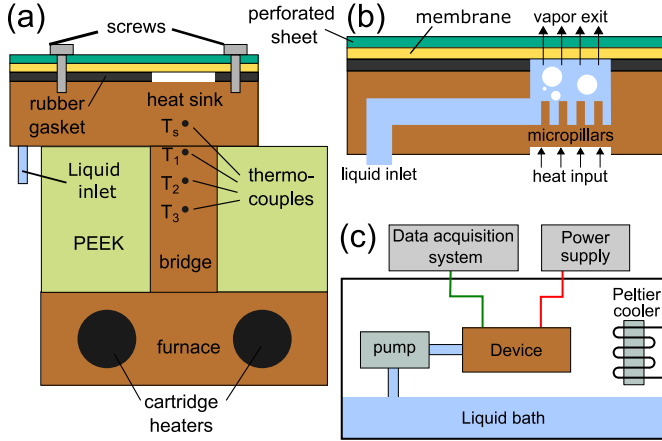 (a)
screws
perforated
sheet
membrane
vapor exit
(b)
rubber
gasket
heat sink
Ts
T1
T2
T3
thermo-
couples
Liquid
inlet
PEEK
bridge
furnace
cartridge
heaters
micropillars
liquid inlet
heat input
(c)
Data acquisition
system
Power
supply
Peltier
cooler
pump
Device
Liquid bath